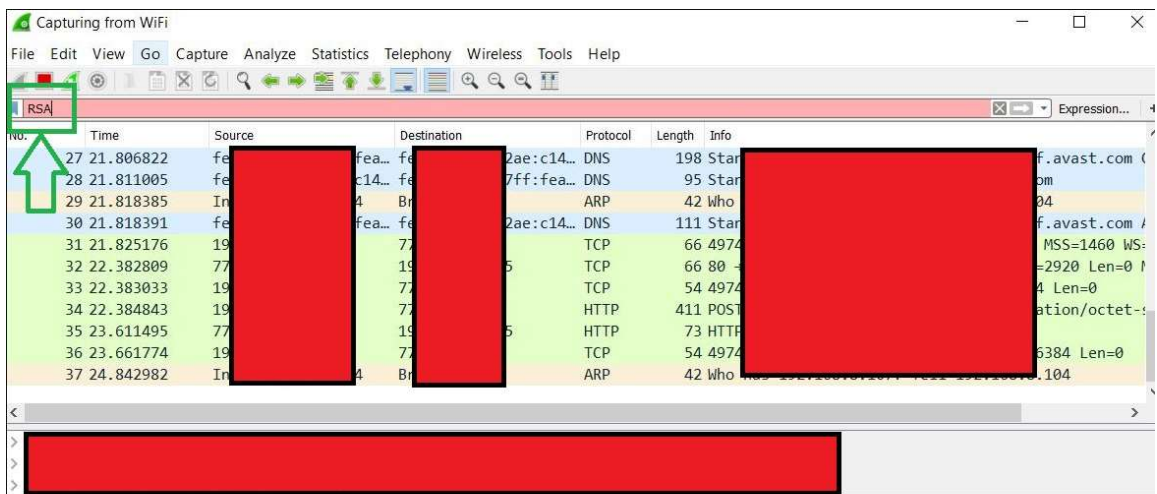 Capturing from WiFi
File Edit View Go Capture Analyze Statistics Telephony Wireless Tools Help
RSA Expression... +
No. Time Source Destination Protocol Length Info
27 21.806822 fe fea… fe 2ae:c14… DNS 198 Stan f.avast.com
28 21.811005 fe c14… fe 7ff:fea… DNS 95 Stan om
29 21.818385 In 4 Br ARP 42 Who 04
30 21.818391 fe fea… fe 2ae:c14… DNS 111 Stan f.avast.com
31 21.825176 19 77 TCP 66 4974 MSS=1460 WS=
32 22.382809 77 19 5 TCP 66 80 =2920 Len=0
33 22.383033 19 77 TCP 54 4974 4 Len=0
34 22.384843 19 77 HTTP 411 POST ation/octet-s
35 23.611495 77 19 5 HTTP 73 HTTP
36 23.661774 19 77 TCP 54 4974 6384 Len=0
37 24.842982 In 4 Br ARP 42 Who .104